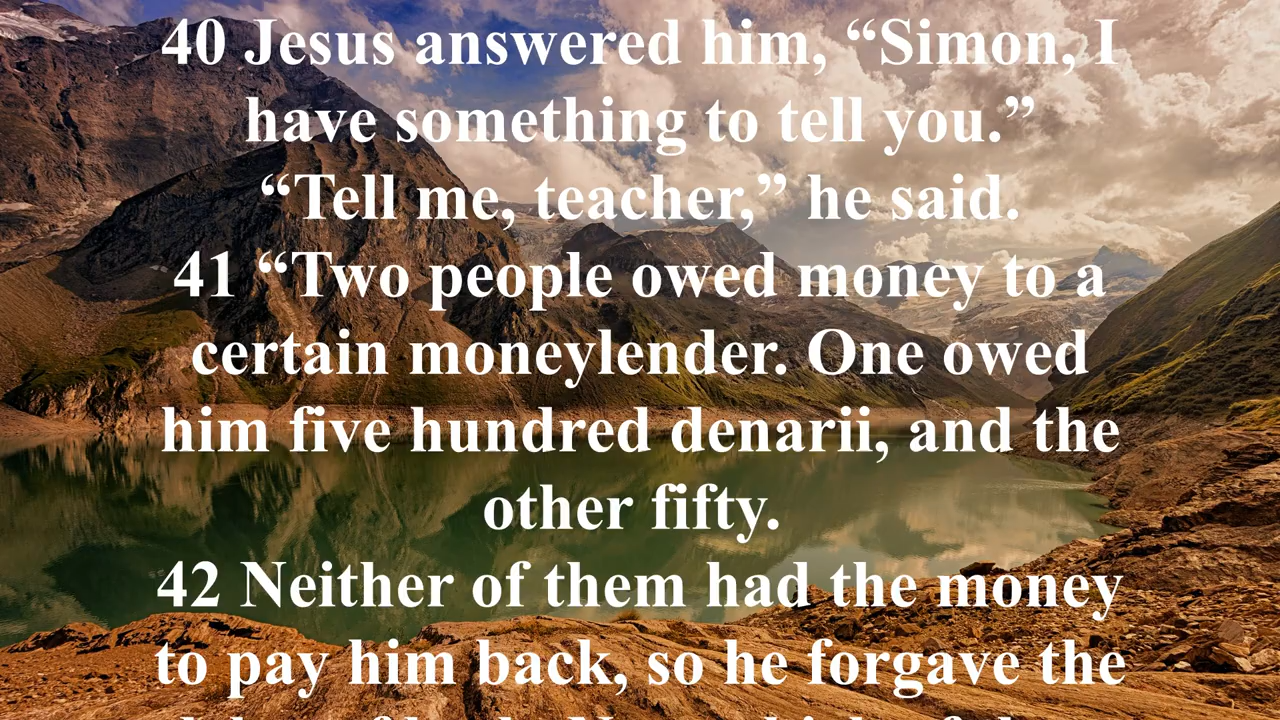 40 Jesus answered him, “Simon, I
have something to tell you.”
“Tell me, teacher,” he said.
41 “Two people owed money to a
certain moneylender. One owed
him five hundred denarii, and the
other fifty.
42 Neither of them had the money
to pay him back, so he forgave the